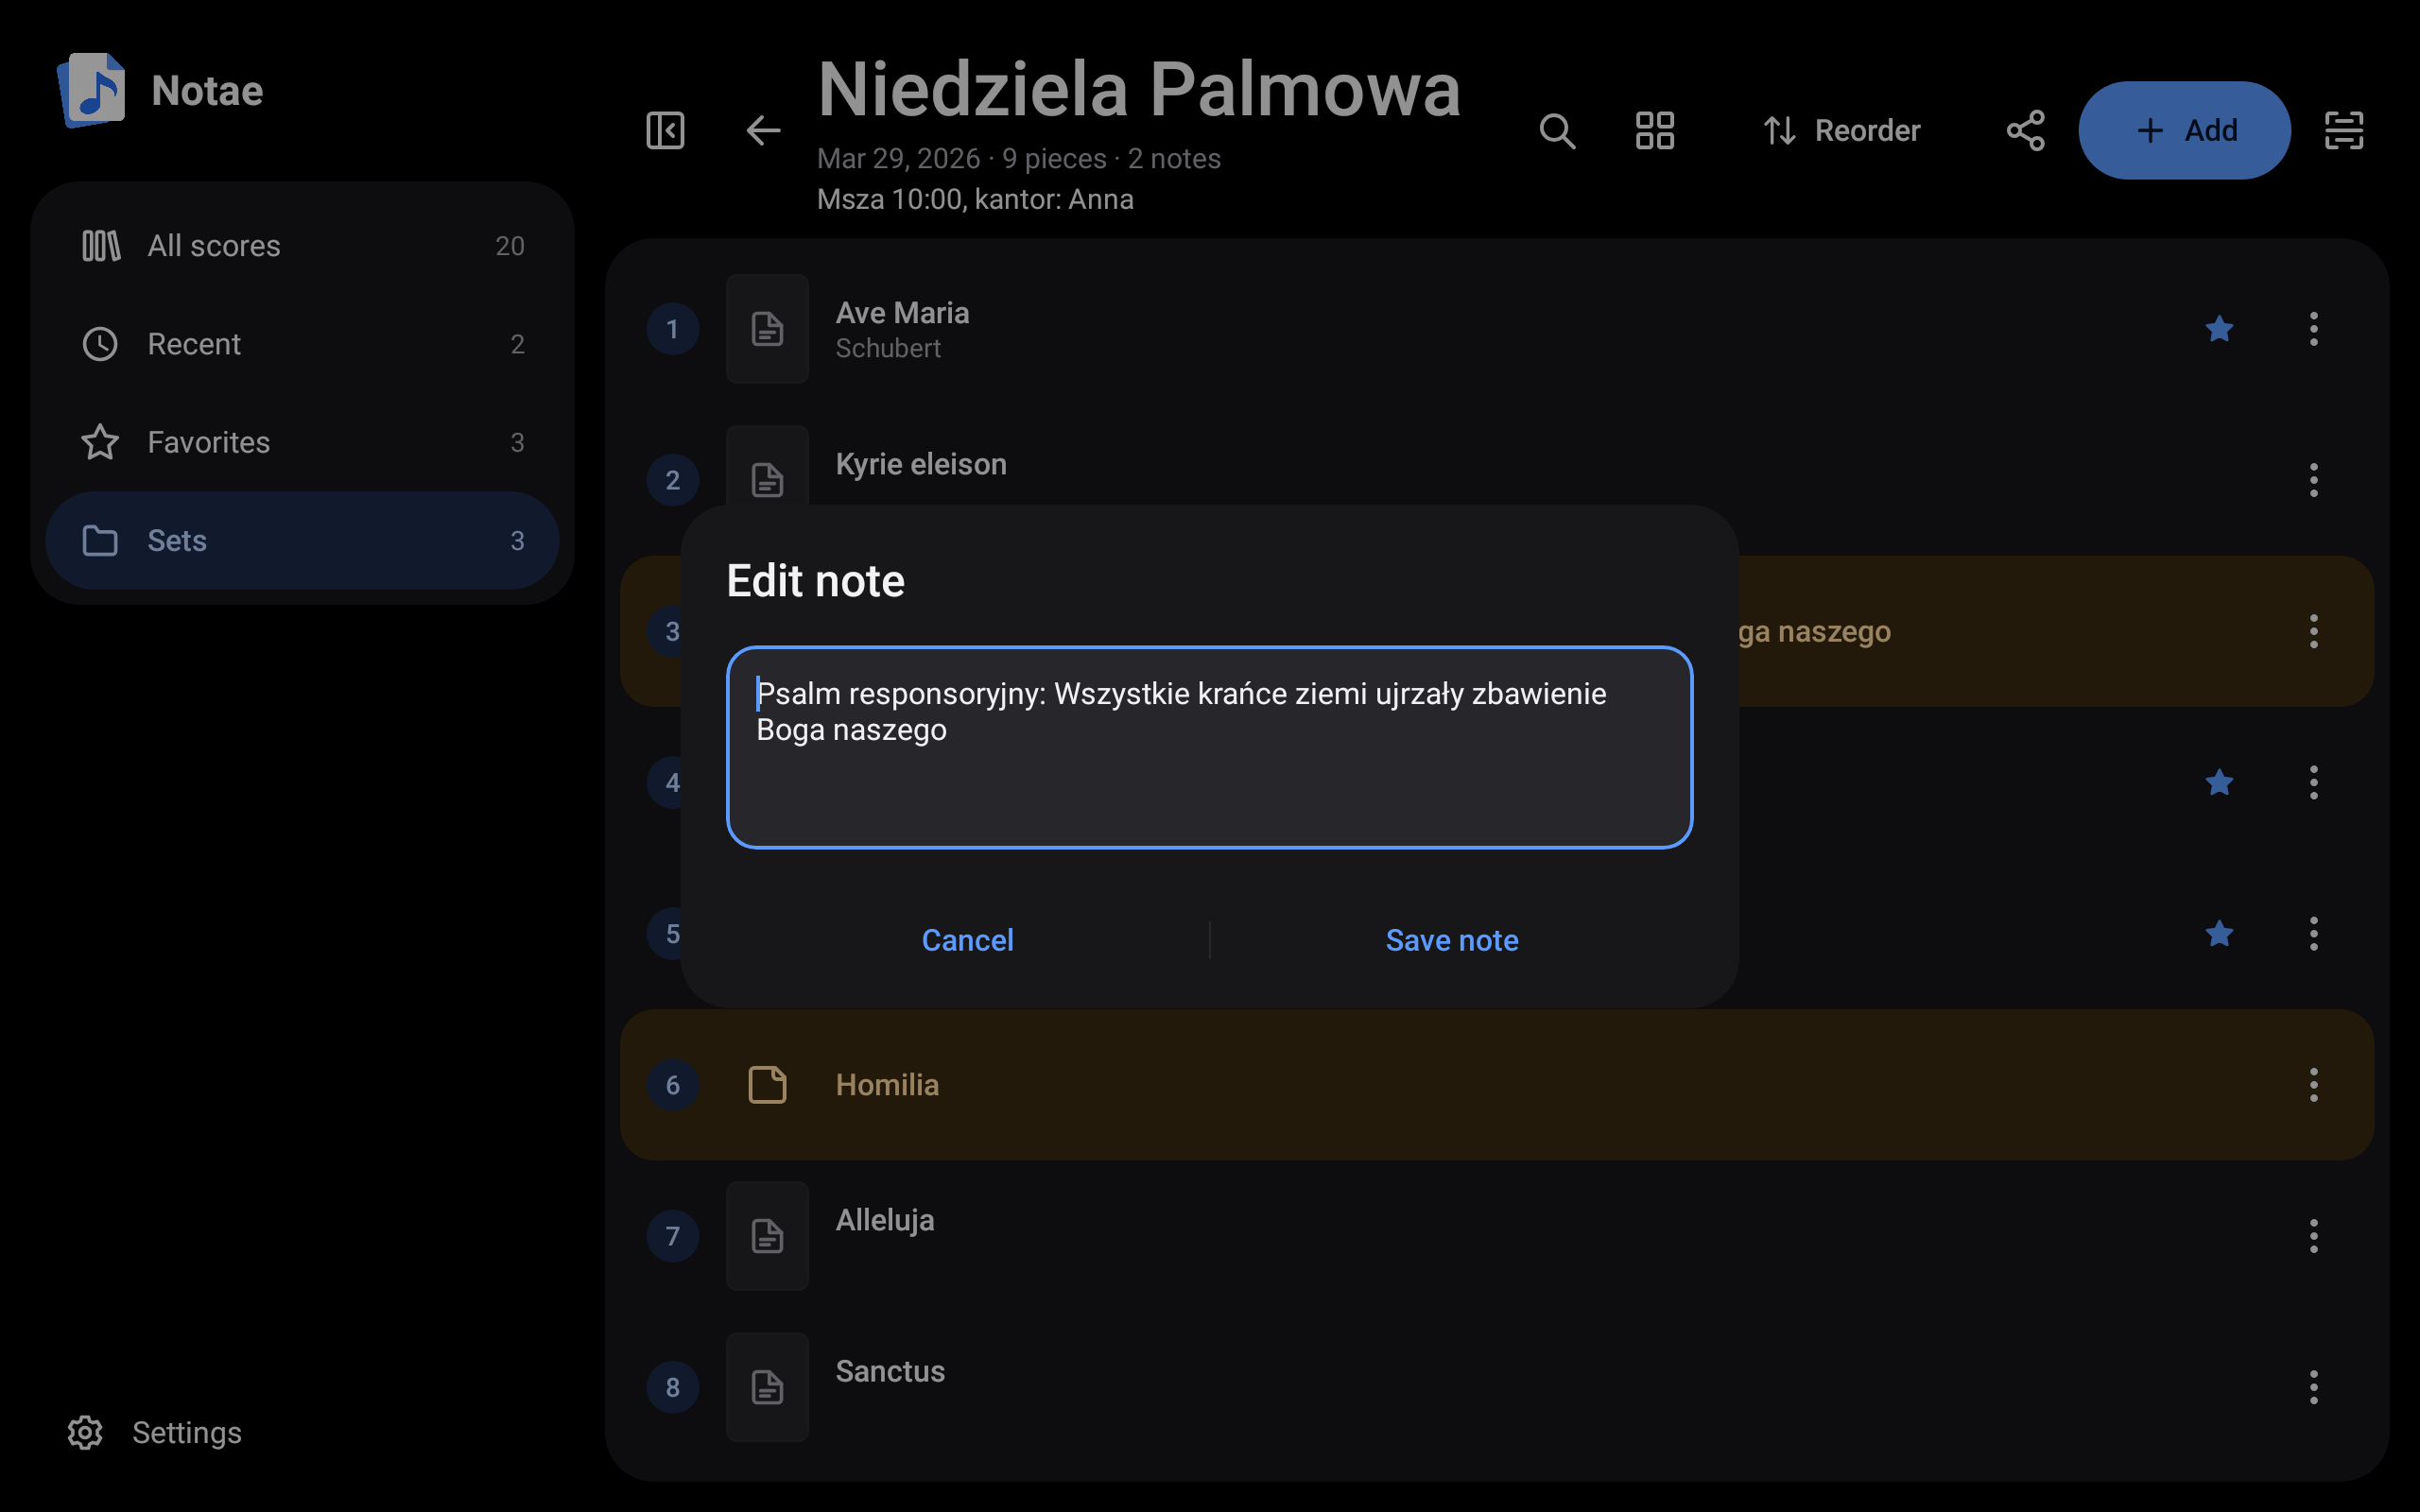 Notae
All scores 20
Recent 2
Favorites 3
Sets 3
Settings
Niedziela Palmowa
Mar 29, 2026 · 9 pieces · 2 notes
Msza 10:00, kantor: Anna
Reorder
Add
1 Ave Maria
Schubert
2 Kyrie eleison
3 ga naszego
4
5
Edit note
Psalm responsoryjny: Wszystkie krańce ziemi ujrzały zbawienie
Boga naszego
Cancel
Save note
6 Homilia
7 Alleluja
8 Sanctus